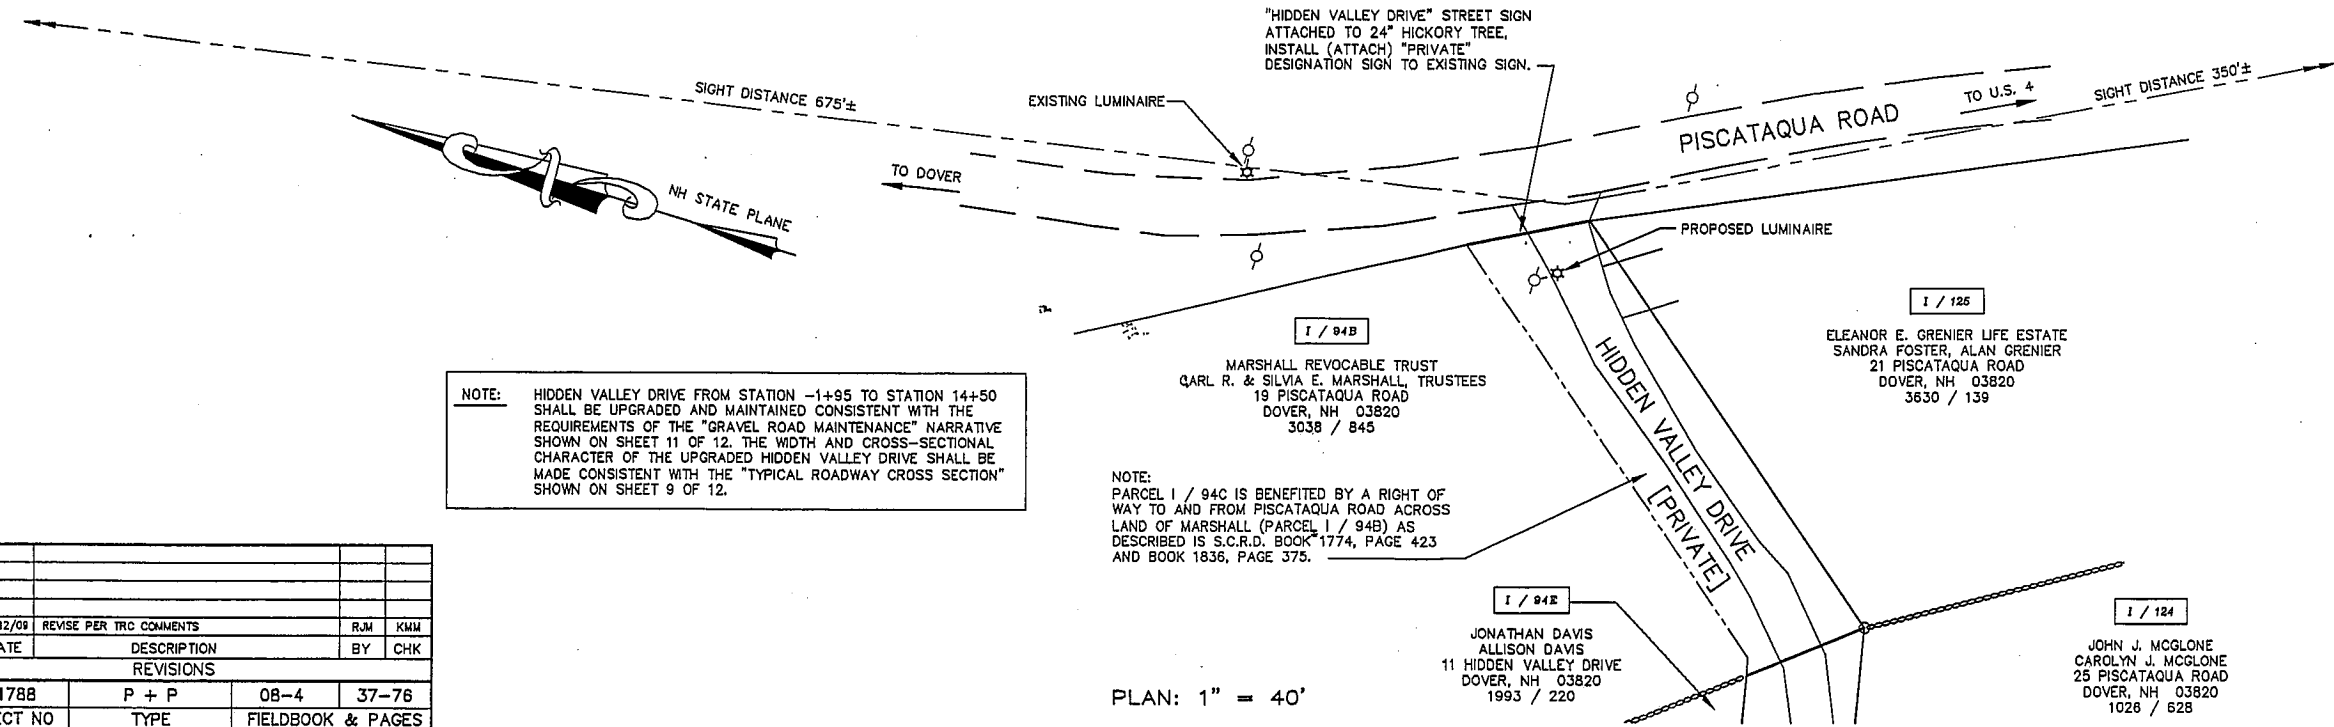 "HIDDEN VALLEY DRIVE" STREET SIGN
ATTACHED TO 24" HICKORY TREE,
INSTALL (ATTACH) "PRIVATE"
DESIGNATION SIGN TO EXISTING SIGN.
SIGHT DISTANCE 675'±
EXISTING LUMINAIRE
PISCATAQUA ROAD
TO U.S. 4
SIGHT DISTANCE 350'±
TO DOVER
NH STATE PLANE
PROPOSED LUMINAIRE
I / 94B
MARSHALL REVOCABLE TRUST
CARL R. & SILVIA E. MARSHALL, TRUSTEES
19 PISCATAQUA ROAD
DOVER, NH 03820
3038 / 845
I / 125
ELEANOR E. GRENIER LIFE ESTATE
SANDRA FOSTER, ALAN GRENIER
21 PISCATAQUA ROAD
DOVER, NH 03820
3630 / 139
HIDDEN VALLEY DRIVE
[PRIVATE]
NOTE: HIDDEN VALLEY DRIVE FROM STATION -1+95 TO STATION 14+50
SHALL BE UPGRADED AND MAINTAINED CONSISTENT WITH THE
REQUIREMENTS OF THE "GRAVEL ROAD MAINTENANCE" NARRATIVE
SHOWN ON SHEET 11 OF 12. THE WIDTH AND CROSS-SECTIONAL
CHARACTER OF THE UPGRADED HIDDEN VALLEY DRIVE SHALL BE
MADE CONSISTENT WITH THE "TYPICAL ROADWAY CROSS SECTION"
SHOWN ON SHEET 9 OF 12.
NOTE:
PARCEL I / 94C IS BENEFITED BY A RIGHT OF
WAY TO AND FROM PISCATAQUA ROAD ACROSS
LAND OF MARSHALL (PARCEL I / 94B) AS
DESCRIBED IS S.C.R.D. BOOK 1774, PAGE 423
AND BOOK 1836, PAGE 375.
I / 94E
JONATHAN DAVIS
ALLISON DAVIS
11 HIDDEN VALLEY DRIVE
DOVER, NH 03820
1993 / 220
I / 124
JOHN J. MCGLONE
CAROLYN J. MCGLONE
25 PISCATAQUA ROAD
DOVER, NH 03820
1026 / 628
PLAN: 1" = 40'
12/09 REVISE PER TRC COMMENTS RJM KMM
ATE DESCRIPTION BY CHK
REVISIONS
1788 P + P 08-4 37-76
ECT NO TYPE FIELDBOOK & PAGES